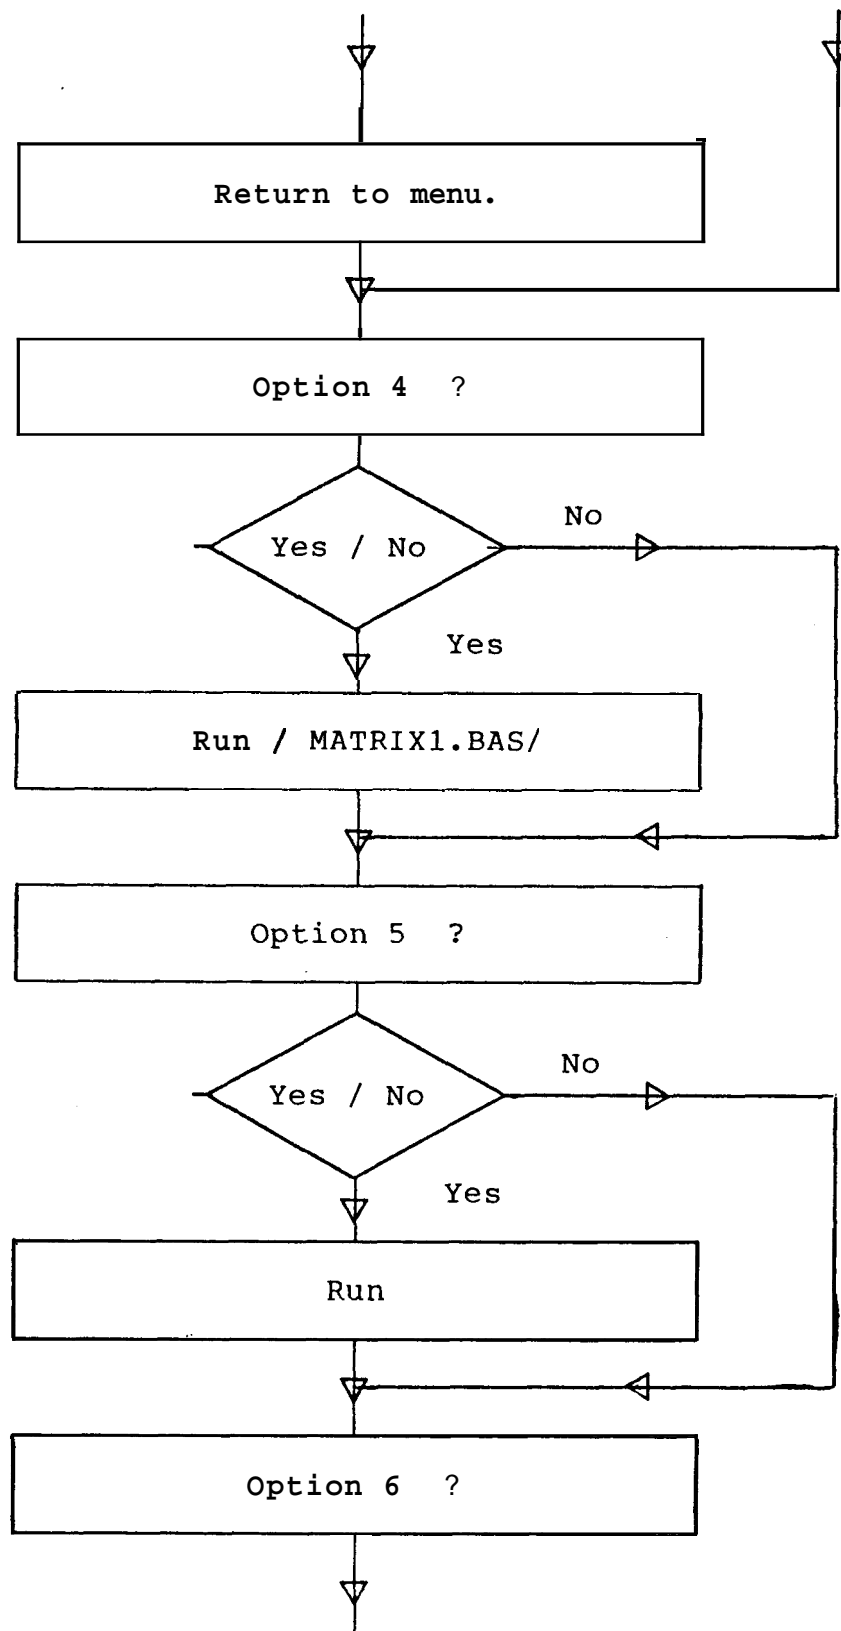 Return to menu.
Option 4 ?
No
Yes / No
Yes
Run / MATRIX1.BAS/
Option 5 ?
No
Yes / No
Yes
Run
Option 6 ?